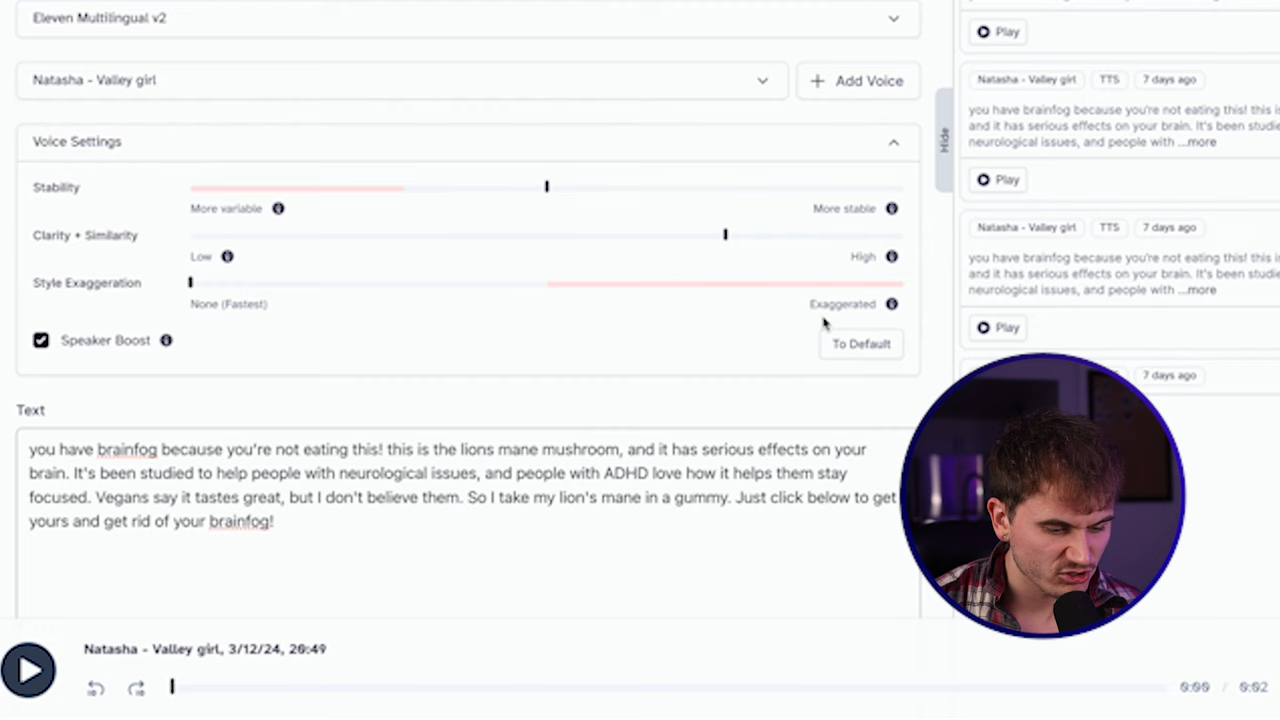 Eleven Multilingual v2
Natasha - Valley girl
Add Voice
Voice Settings
Stability
More variable
More stable
Clarity + Similarity
Low
High
Style Exaggeration
None (Fastest)
Exaggerated
Speaker Boost
To Default
Text
you have brainfog because you're not eating this! this is the lions mane mushroom, and it has serious effects on your
brain. It's been studied to help people with neurological issues, and people with ADHD love how it helps them stay
focused. Vegans say it tastes great, but I don't believe them. So I take my lion's mane in a gummy. Just click below to get
yours and get rid of your brainfog!
Hide
Play
Natasha - Valley girl TTS 7 days ago
you have brainfog because you're not eating this! this is
and it has serious effects on your brain. It's been studie
neurological issues, and people with ...more
Play
Natasha - Valley girl TTS 7 days ago
you have brainfog because you're not eating this! this is
and it has serious effects on your brain. It's been studie
neurological issues, and people with ...more
Play
7 days ago
Natasha - Valley girl, 3/12/24, 20:49
0:00 / 0:02